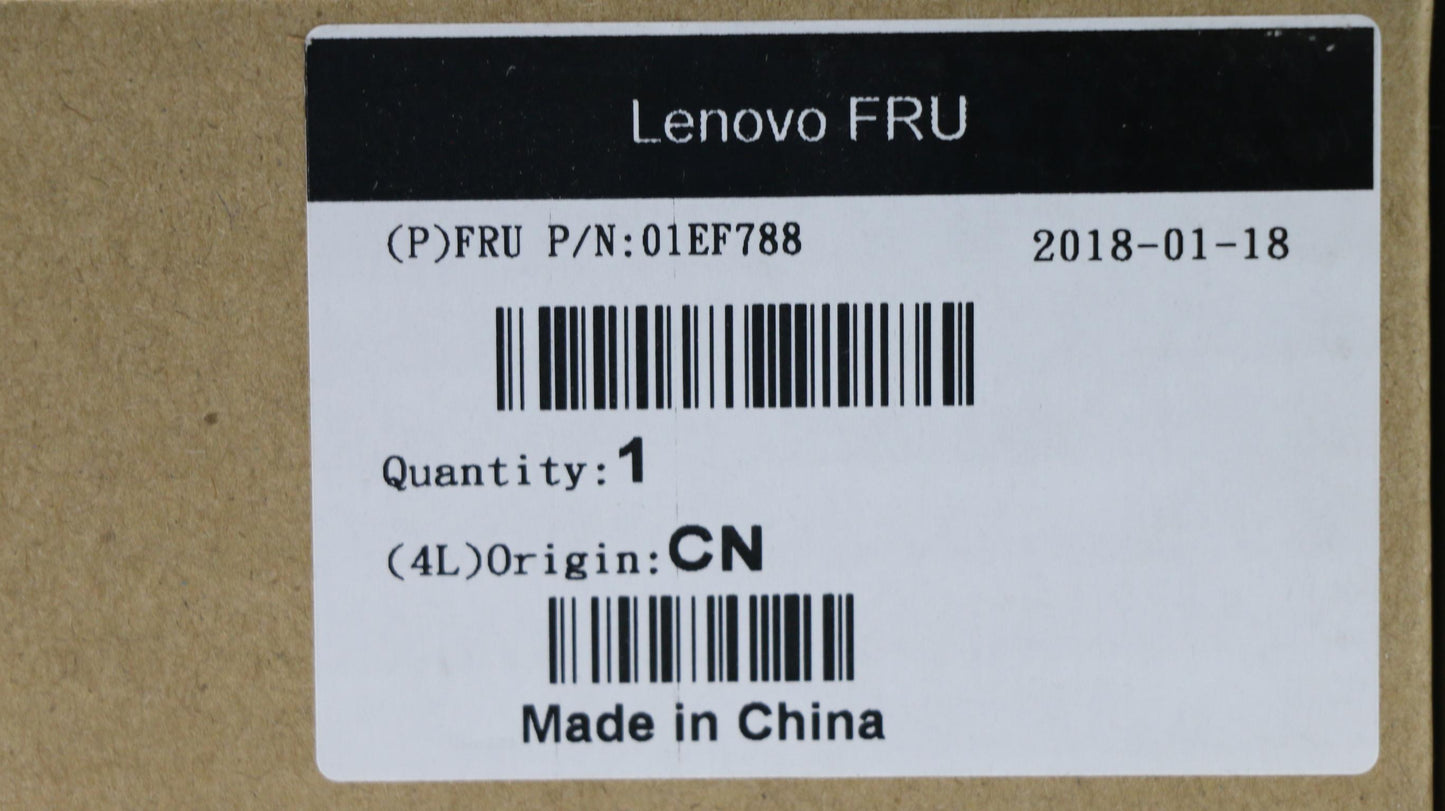 Lenovo FRU
(P)FRU P/N:01EF788 2018-01-18
Quantity:1
(4L)Origin:CN
Made in China